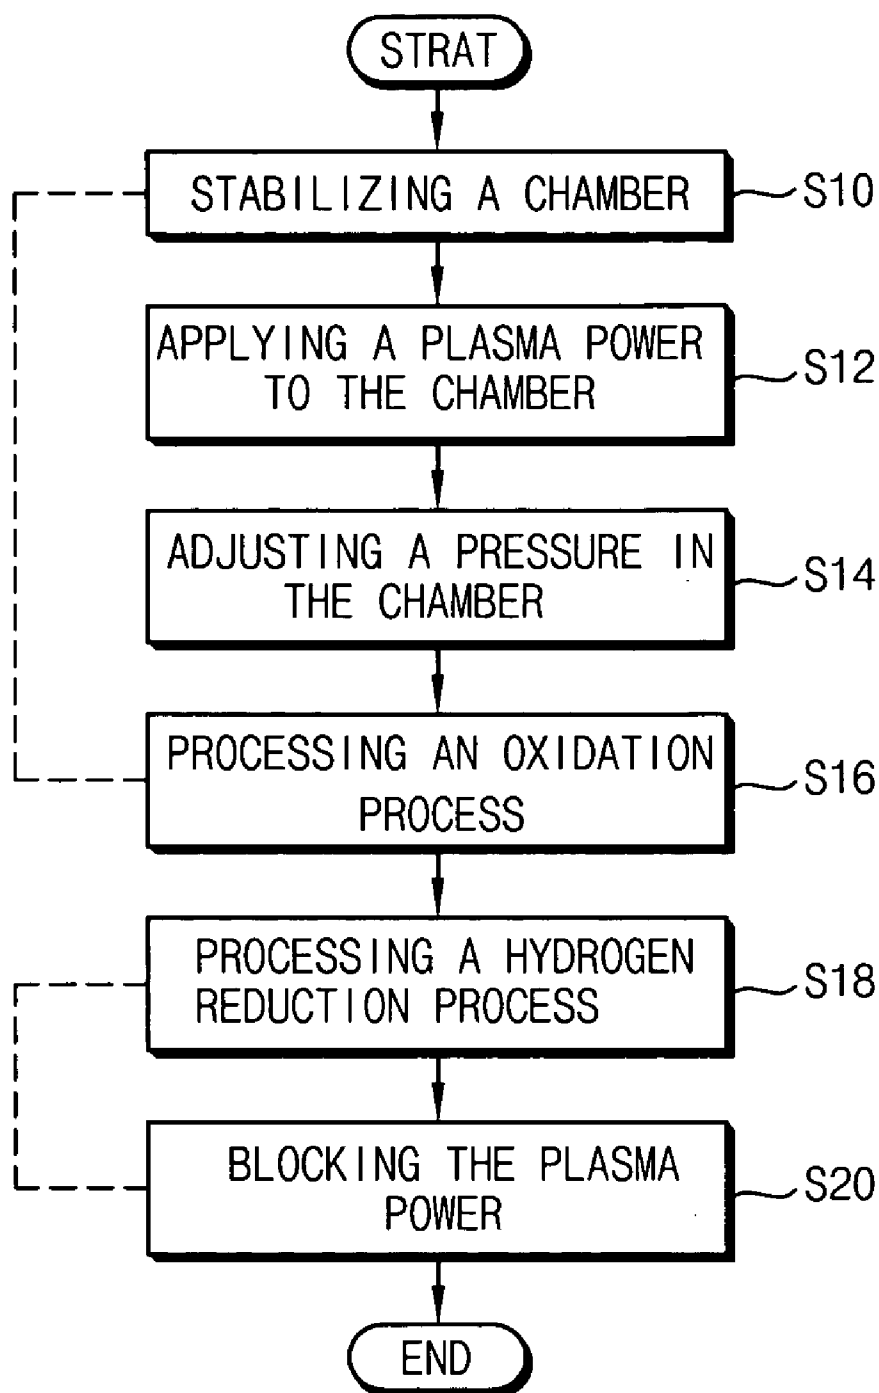 STRAT
STABILIZING A CHAMBER
S10
APPLYING A PLASMA POWER
TO THE CHAMBER
S12
ADJUSTING A PRESSURE IN
THE CHAMBER
S14
PROCESSING AN OXIDATION
PROCESS
S16
PROCESSING A HYDROGEN
REDUCTION PROCESS
S18
BLOCKING THE PLASMA
POWER
S20
END